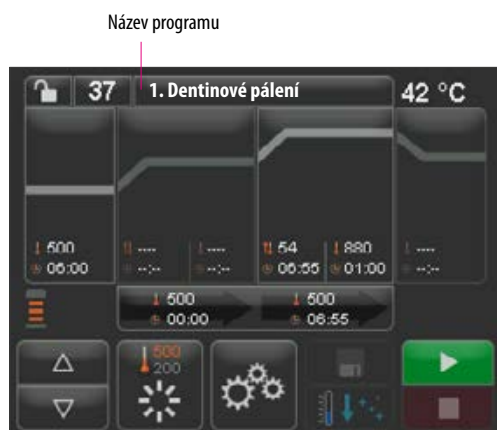 Název programu
37 1. Dentinové pálení 42 °C
500 ---- ---- 54 880 ----
06:00 --:-- --:-- 06:55 01:00 --:--
500 500
00:00 06:55
500
200